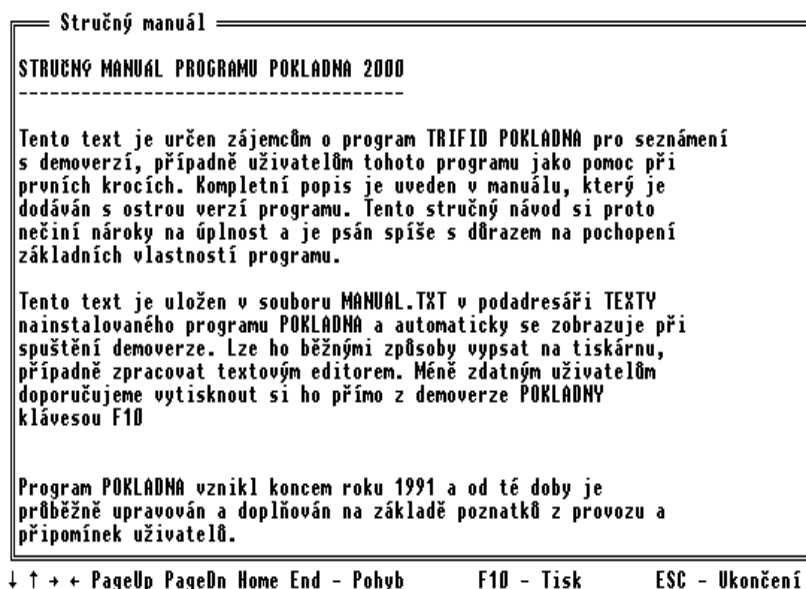 Stručný manuál
STRUČNÝ MANUÁL PROGRAMU POKLADNA 2000
-------------------------------------
Tento text je určen zájemcům o program TRIFID POKLADNA pro seznámení
s demoverzí, případně uživatelům tohoto programu jako pomoc při
prvních krocích. Kompletní popis je uveden v manuálu, který je
dodáván s ostrou verzí programu. Tento stručný návod si proto
nečiní nároky na úplnost a je psán spíše s důrazem na pochopení
základních vlastností programu.
Tento text je uložen v souboru MANUAL.TXT v podadresáři TEXTY
nainstalovaného programu POKLADNA a automaticky se zobrazuje při
spuštění demoverze. Lze ho běžnými způsoby vypsat na tiskárnu,
případně zpracovat textovým editorem. Méně zdatným uživatelům
doporučujeme vytisknout si ho přímo z demoverze POKLADNY
klávesou F10
Program POKLADNA vznikl koncem roku 1991 a od té doby je
průběžně upravován a doplňován na základě poznatků z provozu a
připomínek uživatelů.
↓ ↑ → ← PageUp PageDn Home End - Pohyb F10 - Tisk ESC - Ukončení